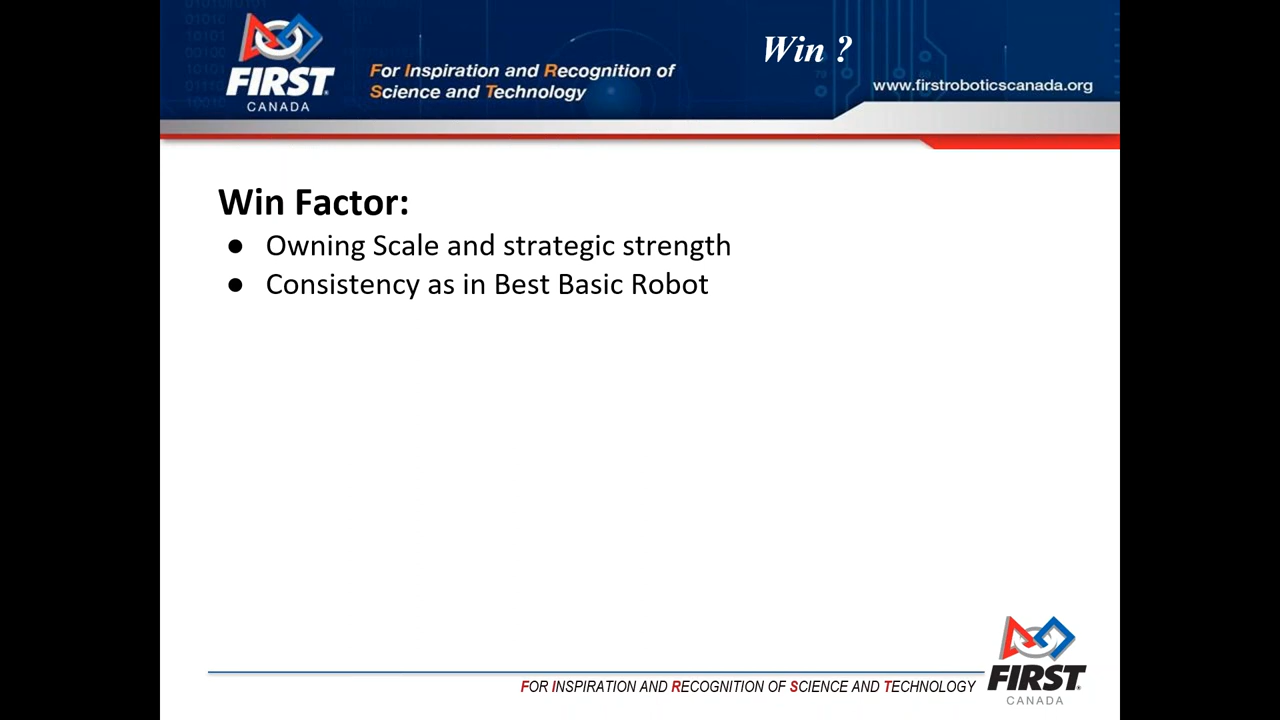 Win ?
FIRST
CANADA
For Inspiration and Recognition of
Science and Technology
www.firstroboticscanada.org
Win Factor:
● Owning Scale and strategic strength
● Consistency as in Best Basic Robot
FOR INSPIRATION AND RECOGNITION OF SCIENCE AND TECHNOLOGY
FIRST
CANADA